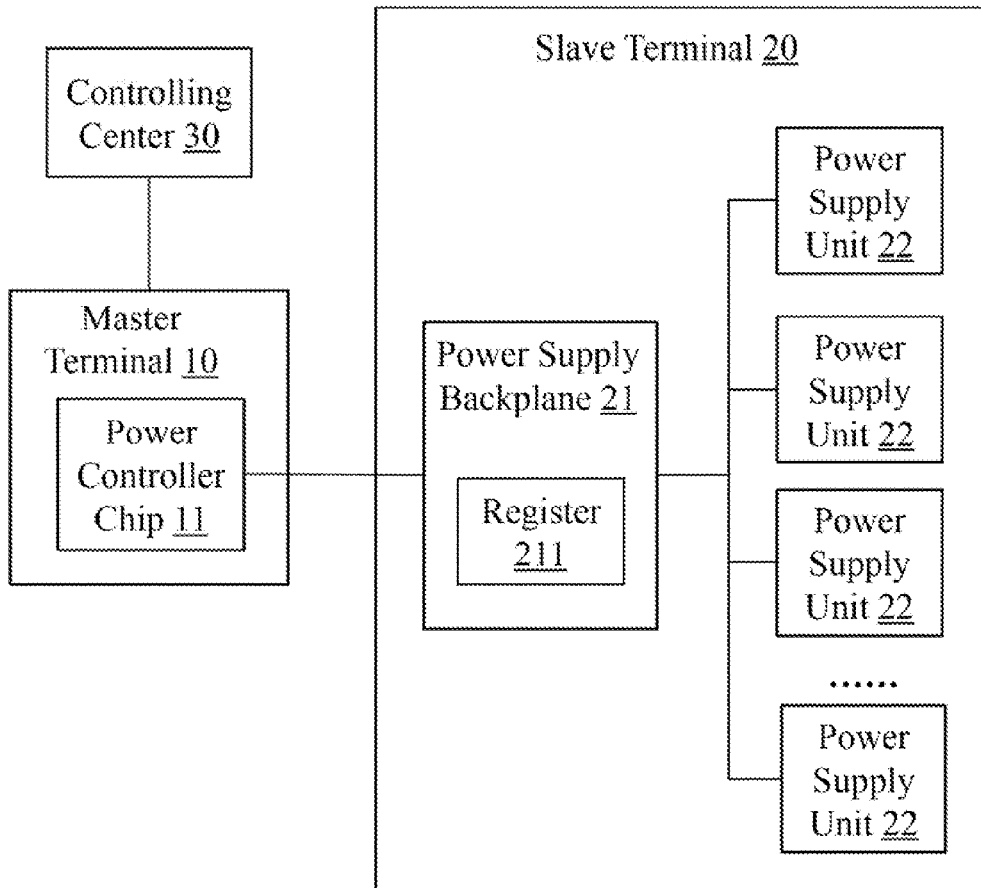 Slave Terminal 20
Controlling
Center 30
Master
Terminal 10
Power
Controller
Chip 11
Power Supply
Backplane 21
Register
211
Power
Supply
Unit 22
Power
Supply
Unit 22
Power
Supply
Unit 22
......
Power
Supply
Unit 22